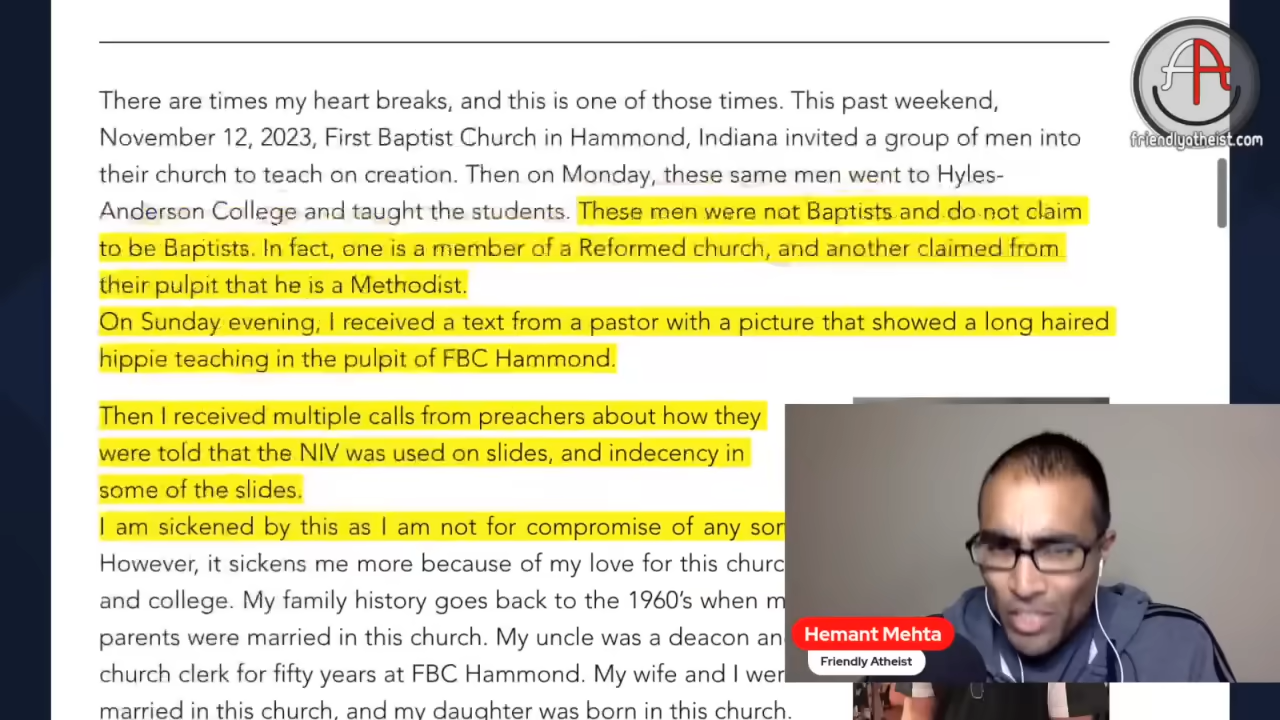 There are times my heart breaks, and this is one of those times. This past weekend,
November 12, 2023, First Baptist Church in Hammond, Indiana invited a group of men into
their church to teach on creation. Then on Monday, these same men went to Hyles-
Anderson College and taught the students. These men were not Baptists and do not claim
to be Baptists. In fact, one is a member of a Reformed church, and another claimed from
their pulpit that he is a Methodist.
On Sunday evening, I received a text from a pastor with a picture that showed a long haired
hippie teaching in the pulpit of FBC Hammond.
Then I received multiple calls from preachers about how they
were told that the NIV was used on slides, and indecency in
some of the slides.
I am sickened by this as I am not for compromise of any
However, it sickens me more because of my love for this
and college. My family history goes back to the 1960's when
parents were married in this church. My uncle was a deacon
church clerk for fifty years at FBC Hammond. My wife and I
married in this church, and my daughter was born in this church.
AA
friendlyatheist.com
Hemant Mehta
Friendly Atheist